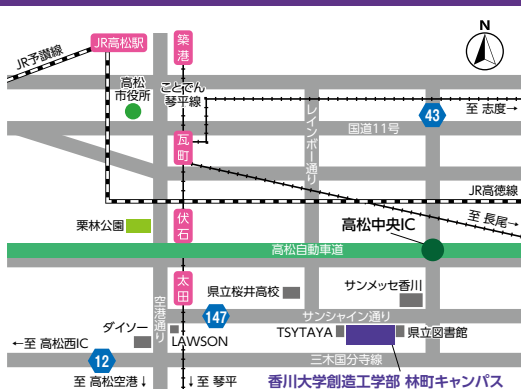 N
JR予讃線
JR高松駅
築港
高松
市役所
ことでん
琴平線
43
至 志度→
レインボー通り
国道11号
瓦町
JR高徳線
至 長尾→
栗林公園
伏石
高松中央IC
高松自動車道
太田
空港通り
県立桜井高校
サンメッセ香川
147
サンシャイン通り
ダイソー
LAWSON
TSYTAYA
県立図書館
←至 高松西IC
12
三木国分寺線
至 高松空港↓
↓至 琴平
香川大学創造工学部 林町キャンパス